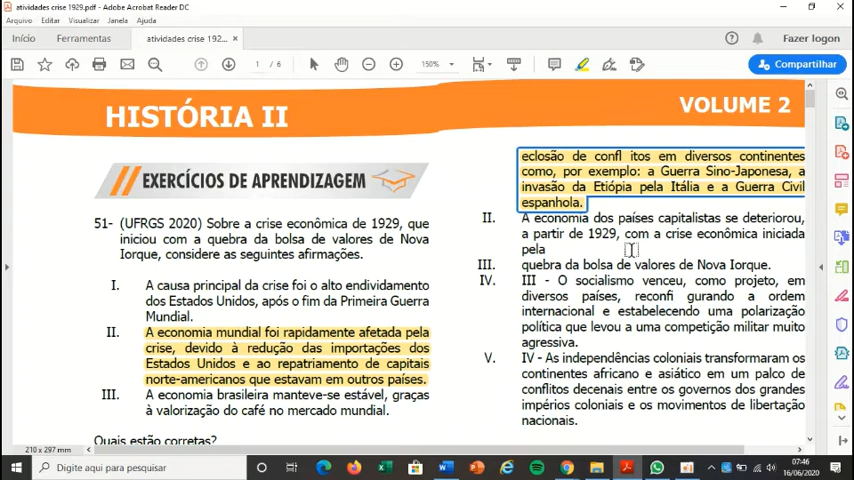 atividades crise 1929.pdf - Adobe Acrobat Reader DC
Arquivo Editar Visualizar Janela Ajuda
Início Ferramentas atividades crise 192... × Fazer logon
1 / 6 150% Compartilhar
HISTÓRIA II
VOLUME 2
EXERCÍCIOS DE APRENDIZAGEM
51- (UFRGS 2020) Sobre a crise econômica de 1929, que
iniciou com a quebra da bolsa de valores de Nova
Iorque, considere as seguintes afirmações.
I. A causa principal da crise foi o alto endividamento
dos Estados Unidos, após o fim da Primeira Guerra
Mundial.
II. A economia mundial foi rapidamente afetada pela
crise, devido à redução das importações dos
Estados Unidos e ao repatriamento de capitais
norte-americanos que estavam em outros países.
III. A economia brasileira manteve-se estável, graças
à valorização do café no mercado mundial.
Quais estão corretas?
eclosão de confl itos em diversos continentes
como, por exemplo: a Guerra Sino-Japonesa, a
invasão da Etiópia pela Itália e a Guerra Civil
espanhola.
II. A economia dos países capitalistas se deteriorou,
a partir de 1929, com a crise econômica iniciada
pela
III. quebra da bolsa de valores de Nova Iorque.
IV. III - O socialismo venceu, como projeto, em
diversos países, reconfi gurando a ordem
internacional e estabelecendo uma polarização
política que levou a uma competição militar muito
agressiva.
V. IV - As independências coloniais transformaram os
continentes africano e asiático em um palco de
conflitos decenais entre os governos dos grandes
impérios coloniais e os movimentos de libertação
nacionais.
210 x 297 mm
Digite aqui para pesquisar
07:46
16/06/2020